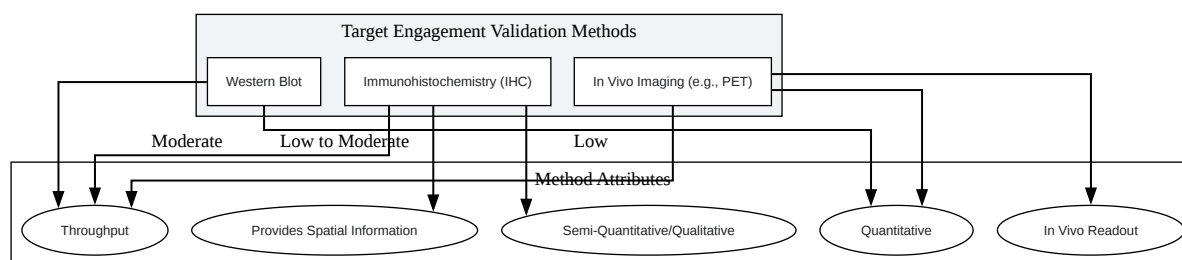 Target Engagement Validation Methods
Western Blot
Immunohistochemistry (IHC)
In Vivo Imaging (e.g., PET)
Moderate
Low to Moderate
Low
Method Attributes
Throughput
Provides Spatial Information
Semi-Quantitative/Qualitative
Quantitative
In Vivo Readout